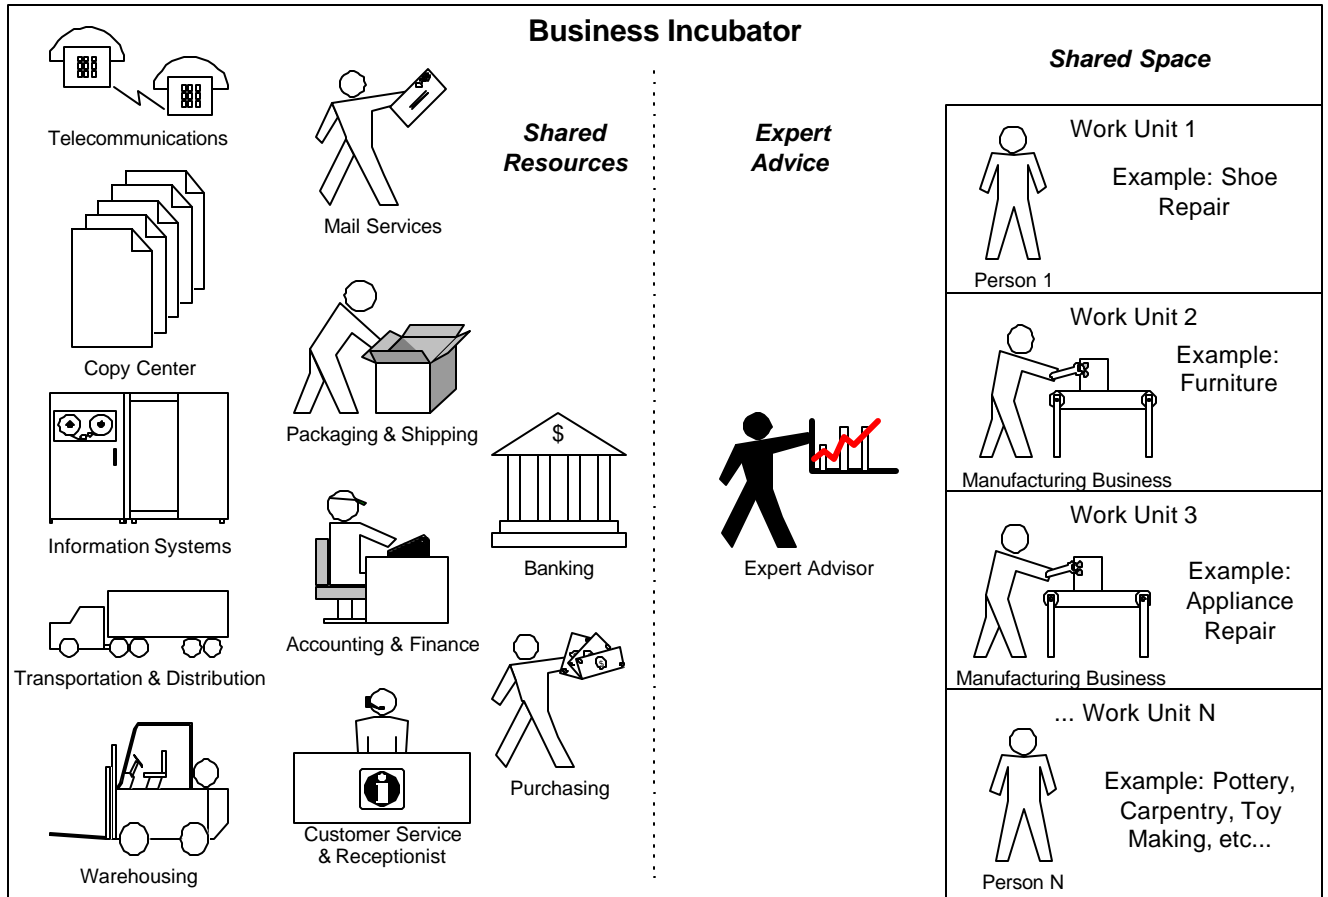 Business Incubator
Shared Space
Shared
Resources
Expert
Advice
Telecommunications
Mail Services
Copy Center
Packaging & Shipping
$
Information Systems
Banking
Accounting & Finance
Transportation & Distribution
$
Purchasing
i
Customer Service
& Receptionist
Warehousing
Expert Advisor
Work Unit 1
Example: Shoe
Repair
Person 1
Work Unit 2
Example:
Furniture
Manufacturing Business
Work Unit 3
Example:
Appliance
Repair
Manufacturing Business
... Work Unit N
Example: Pottery,
Carpentry, Toy
Making, etc...
Person N